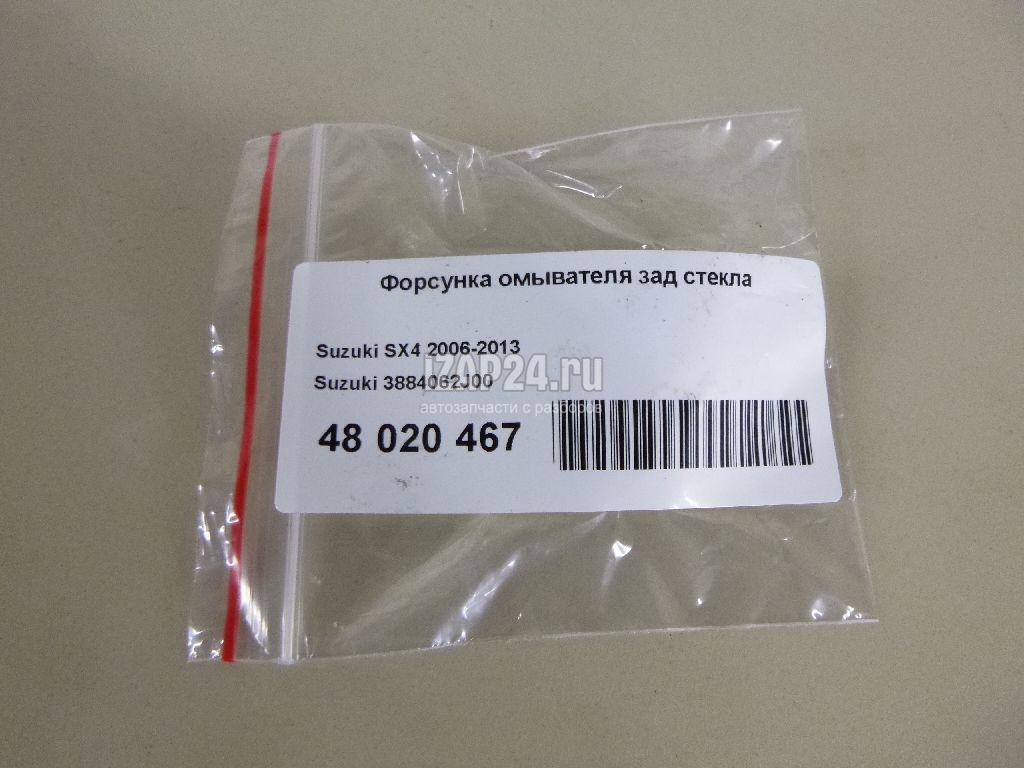 Форсунка омывателя зад стекла
Suzuki SX4 2006-2013
Suzuki 3884062J00
iZAP24.ru
автозапчасти с разборов
48 020 467